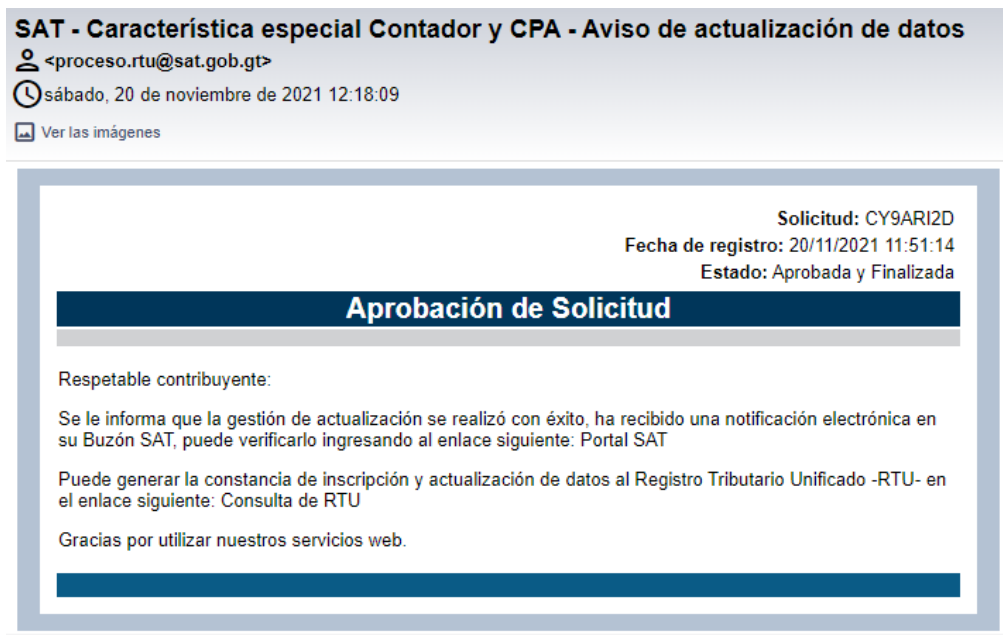 SAT - Característica especial Contador y CPA - Aviso de actualización de datos
<proceso.rtu@sat.gob.gt>
sábado, 20 de noviembre de 2021 12:18:09
Ver las imágenes
Solicitud: CY9ARI2D
Fecha de registro: 20/11/2021 11:51:14
Estado: Aprobada y Finalizada
Aprobación de Solicitud
Respetable contribuyente:
Se le informa que la gestión de actualización se realizó con éxito, ha recibido una notificación electrónica en
su Buzón SAT, puede verificarlo ingresando al enlace siguiente: Portal SAT
Puede generar la constancia de inscripción y actualización de datos al Registro Tributario Unificado -RTU- en
el enlace siguiente: Consulta de RTU
Gracias por utilizar nuestros servicios web.